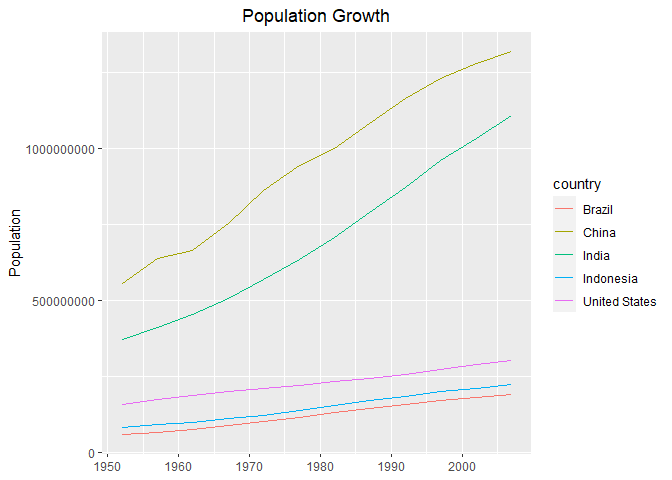 Population Growth
Population
1000000000
500000000
0
1950
1960
1970
1980
1990
2000
country
Brazil
China
India
Indonesia
United States